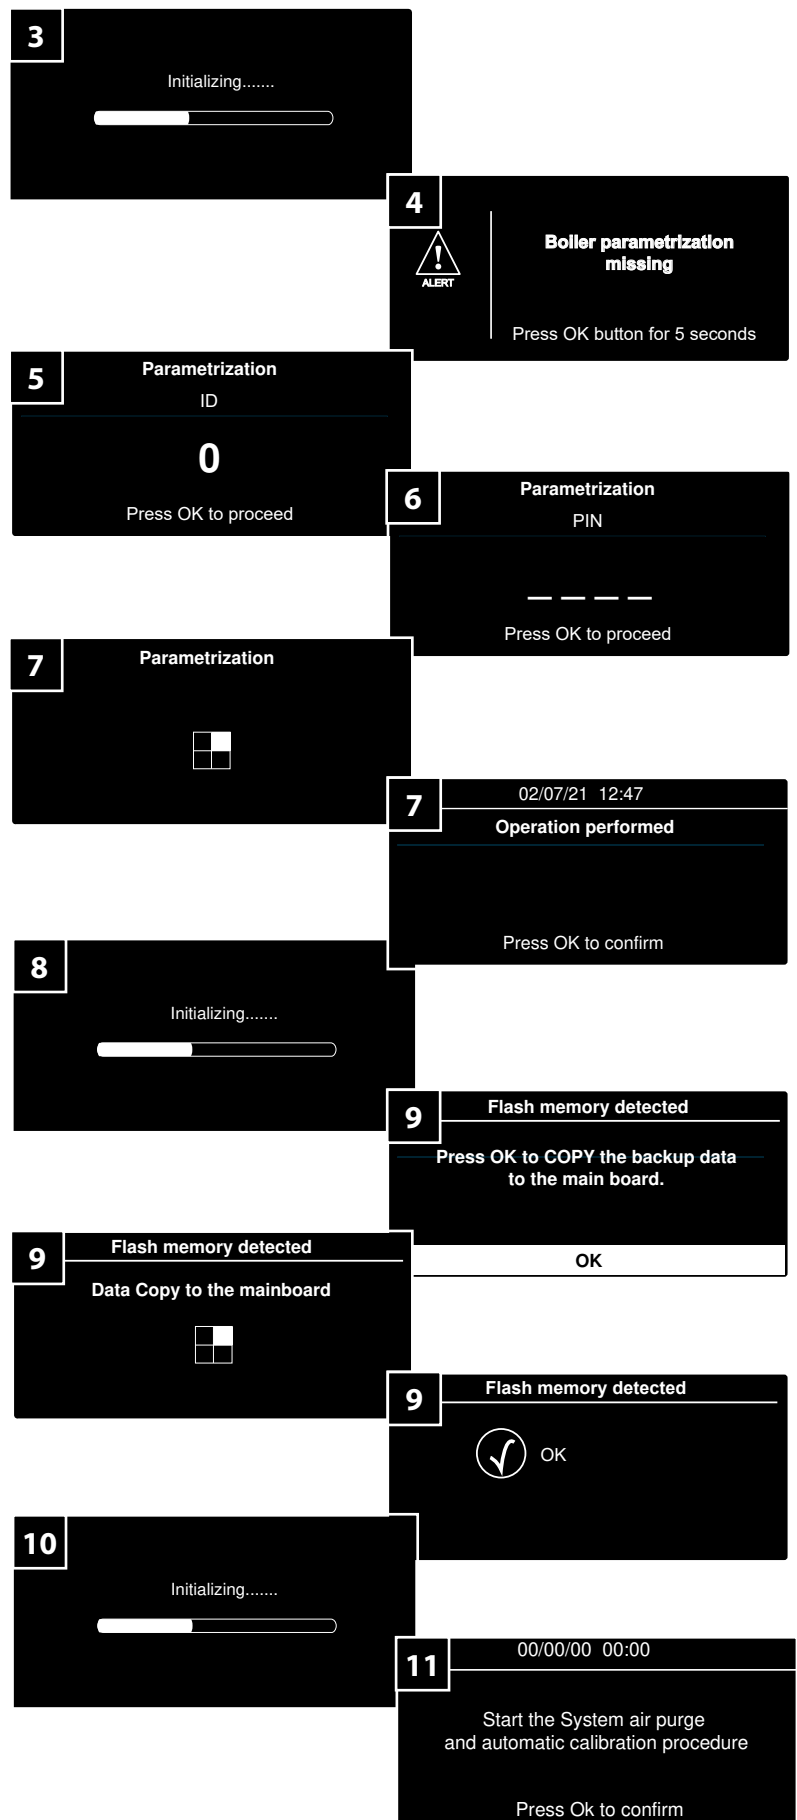 3
Initializing.......
4
ALERT
Boiler parametrization
missing
Press OK button for 5 seconds
5
Parametrization
ID
0
Press OK to proceed
6
Parametrization
PIN
_ _ _ _
Press OK to proceed
7
Parametrization
7
02/07/21 12:47
Operation performed
Press OK to confirm
8
Initializing.......
9
Flash memory detected
Press OK to COPY the backup data
to the main board.
OK
9
Flash memory detected
Data Copy to the mainboard
9
Flash memory detected
OK
10
Initializing.......
11
00/00/00 00:00
Start the System air purge
and automatic calibration procedure
Press Ok to confirm